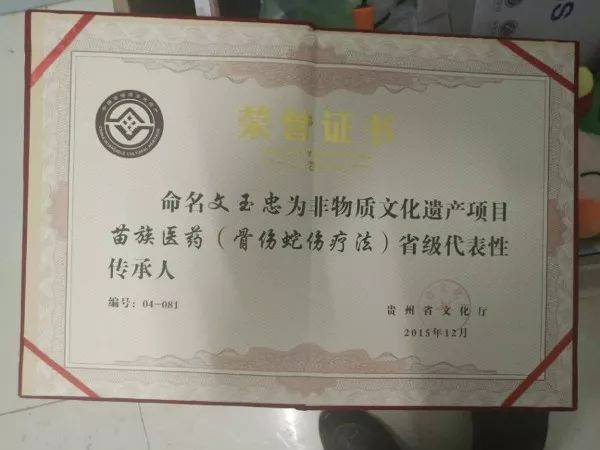 荣誉证书
命名文玉忠为非物质文化遗产项目
苗族医药（骨伤蛇伤疗法）省级代表性
传承人
编号：04-081
贵州省文化厅
2015年12月
S